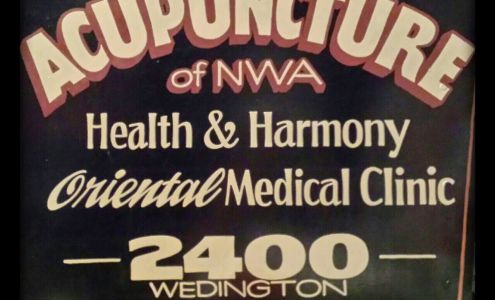 ACUPUNCTURE
of NWA
Health & Harmony
Oriental Medical Clinic
— 2400 —
WEDINGTON